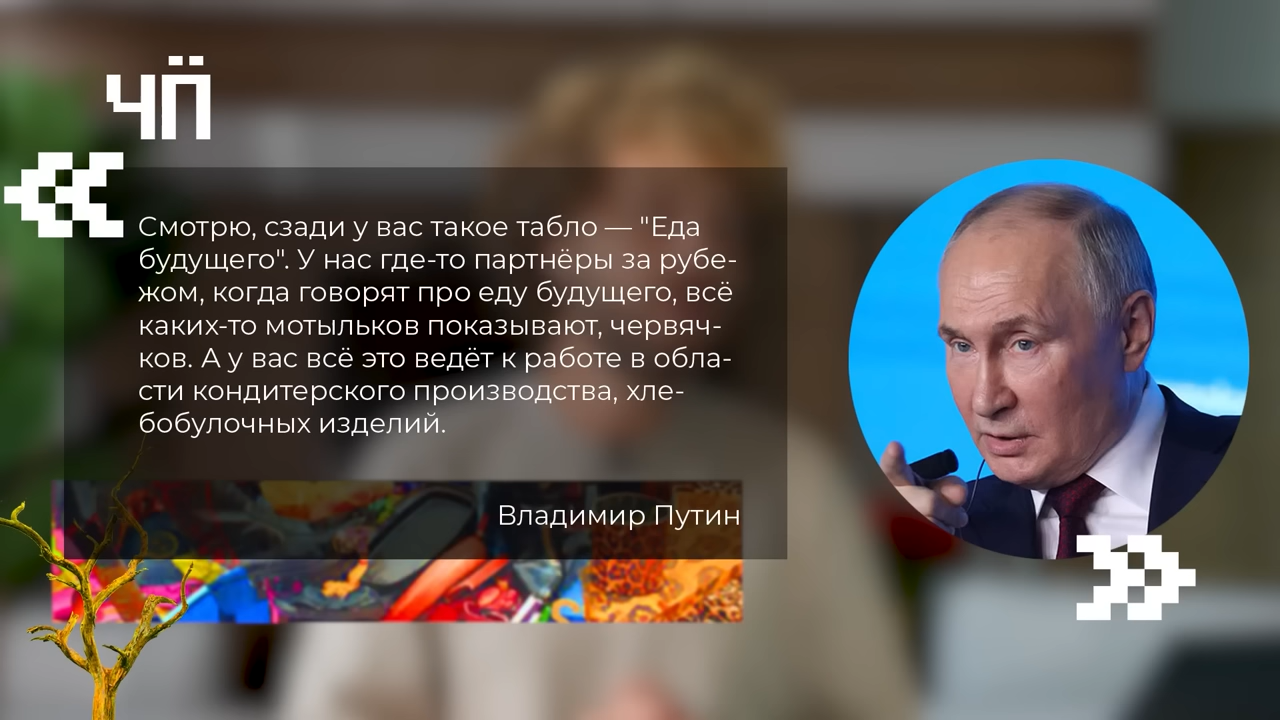 ЧП̈
Смотрю, сзади у вас такое табло — "Еда
будущего". У нас где-то партнёры за рубе-
жом, когда говорят про еду будущего, всё
каких-то мотыльков показывают, червяч-
ков. А у вас всё это ведёт к работе в обла-
сти кондитерского производства, хле-
бобулочных изделий.
Владимир Путин